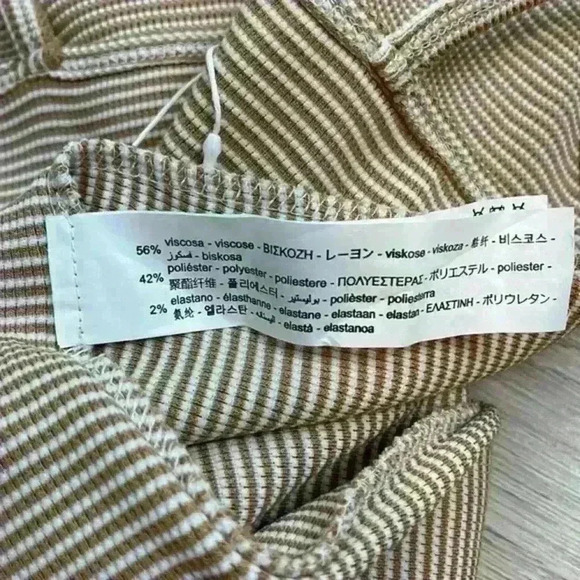 56% viscosa - viscose - ΒΙΣΚΟΖΗ - レーヨン - viskose - viskoza - 粘纤 - 비스코스 -
فسكوز - biskosa
poliéster - polyester - poliestere - ΠΟΛΥΕΣΤΕΡΑΣ - ポリエステル - poliester -
42% 聚酯纤维 - 폴리에스터 - بوليستير - polièster - poliesterra
elastano - élasthanne - elastane - elastaan - elastan - ΕΛΑΣΤΙΝΗ - ポリウレタン -
2% 氨纶 - 엘라스탄 - اليستان - elastà - elastanoa